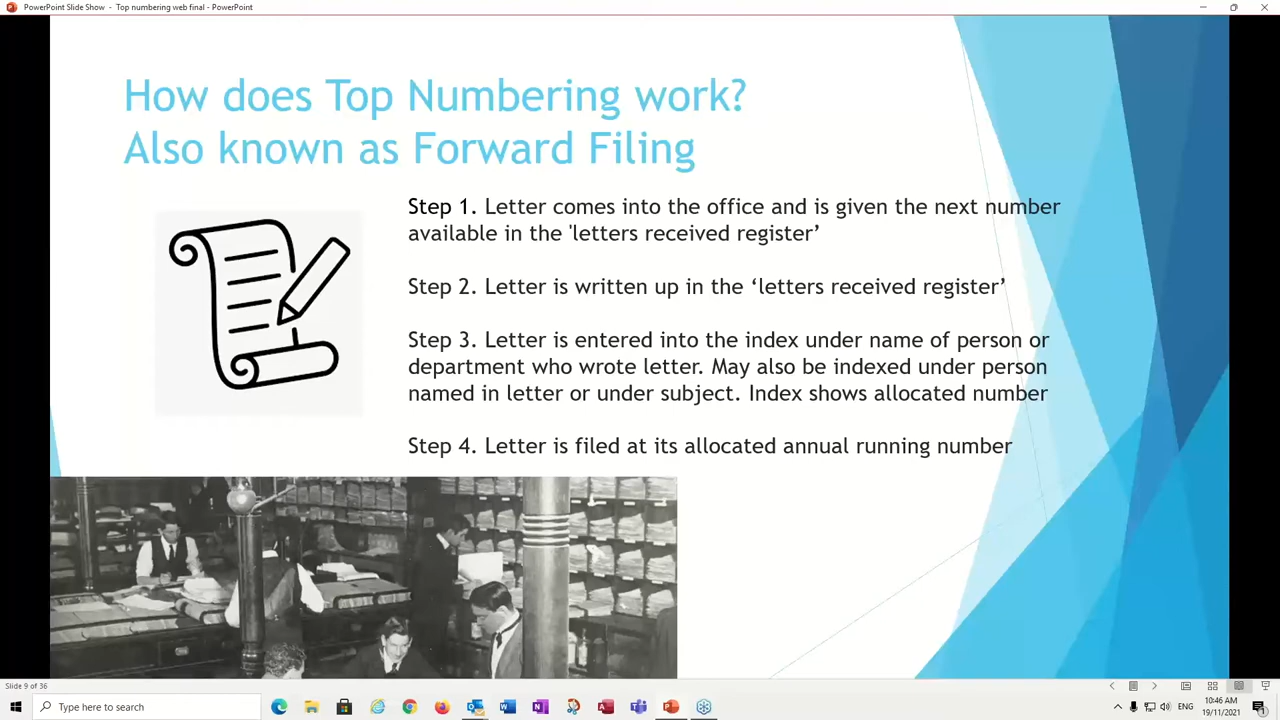 PowerPoint Slide Show - Top numbering web final - PowerPoint
How does Top Numbering work?
Also known as Forward Filing
Step 1. Letter comes into the office and is given the next number
available in the 'letters received register’
Step 2. Letter is written up in the ‘letters received register’
Step 3. Letter is entered into the index under name of person or
department who wrote letter. May also be indexed under person
named in letter or under subject. Index shows allocated number
Step 4. Letter is filed at its allocated annual running number
Slide 9 of 36
Type here to search
ENG
10:46 AM
19/11/2021